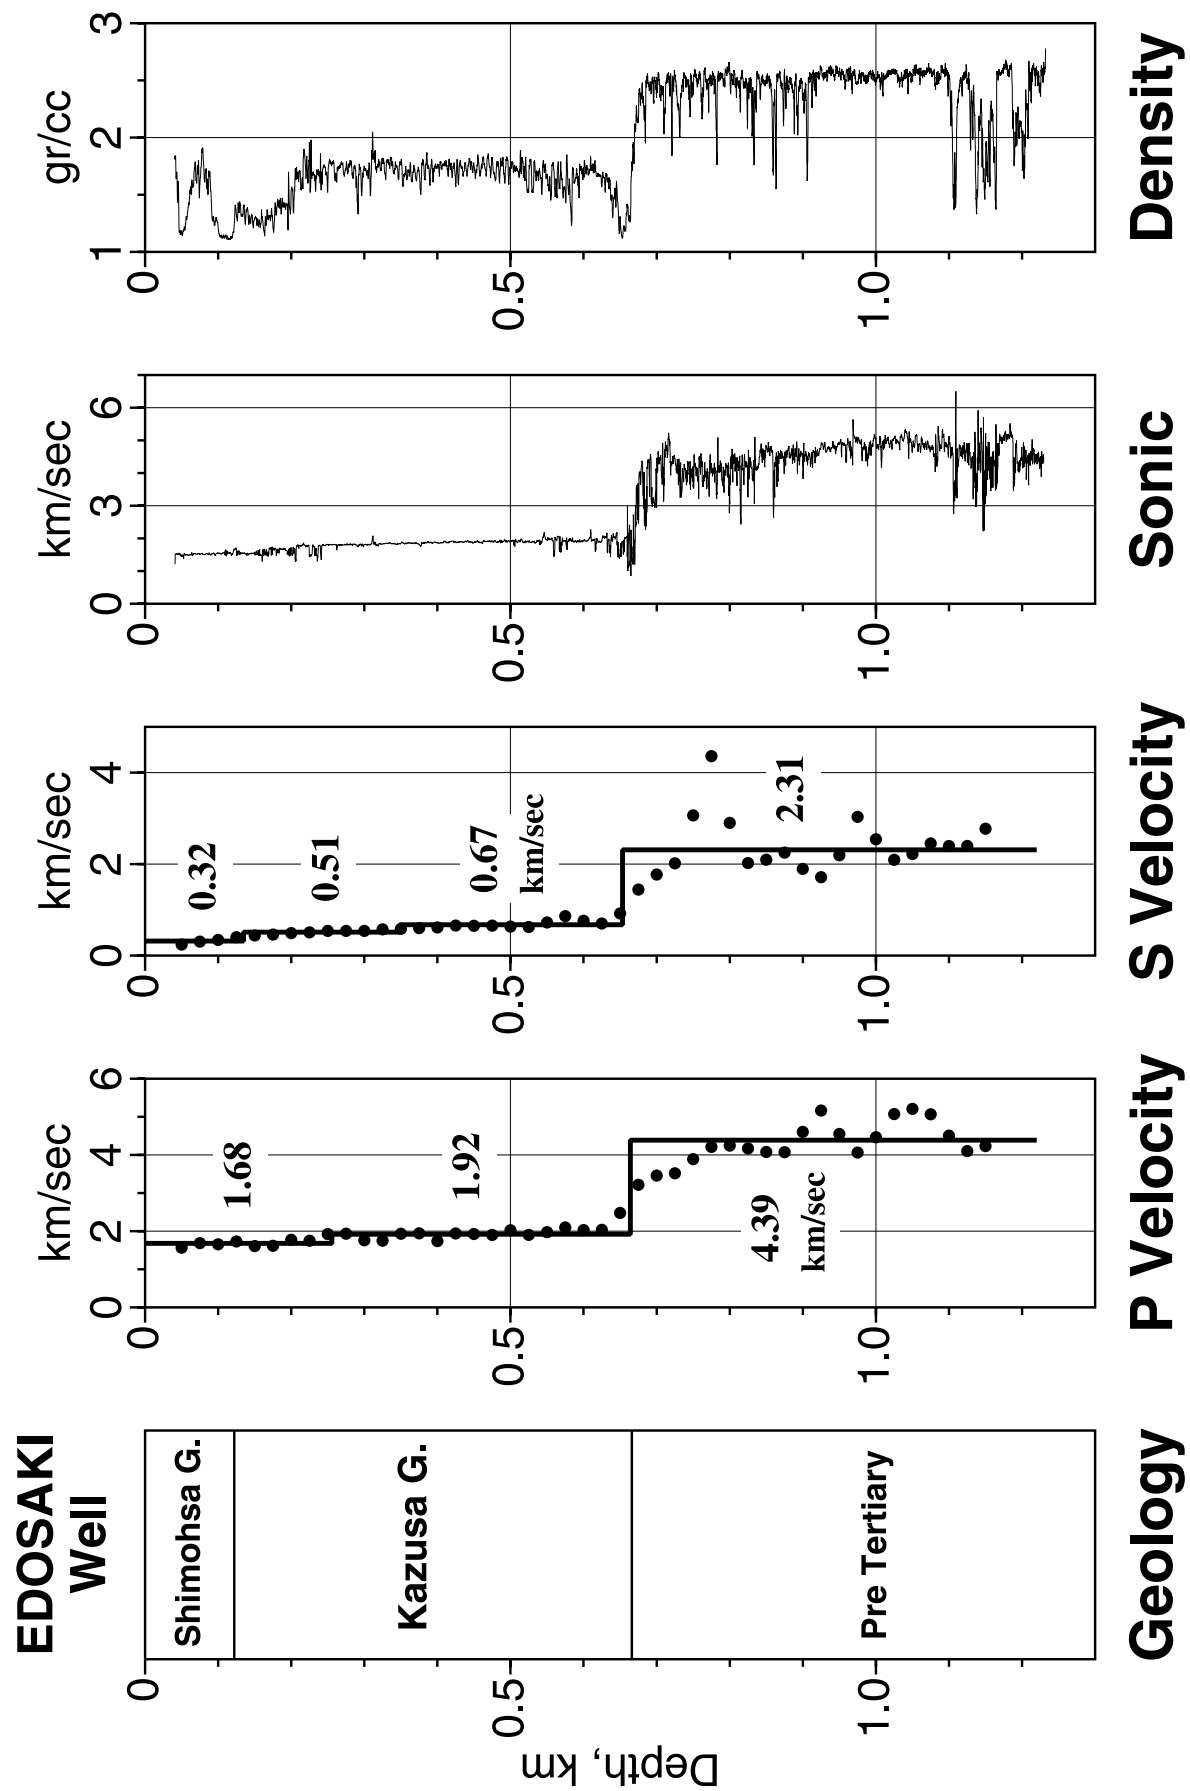 EDOSAKI
Well
Depth, km
0
0.5
1.0
Shimohsa G.
Kazusa G.
Pre Tertiary
Geology
km/sec
0
2
4
6
0
0.5
1.0
1.68
1.92
4.39
km/sec
P Velocity
km/sec
0
2
4
0
0.5
1.0
0.32
0.51
0.67
km/sec
2.31
S Velocity
km/sec
0
3
6
0
0.5
1.0
Sonic
gr/cc
1
2
3
0
0.5
1.0
Density